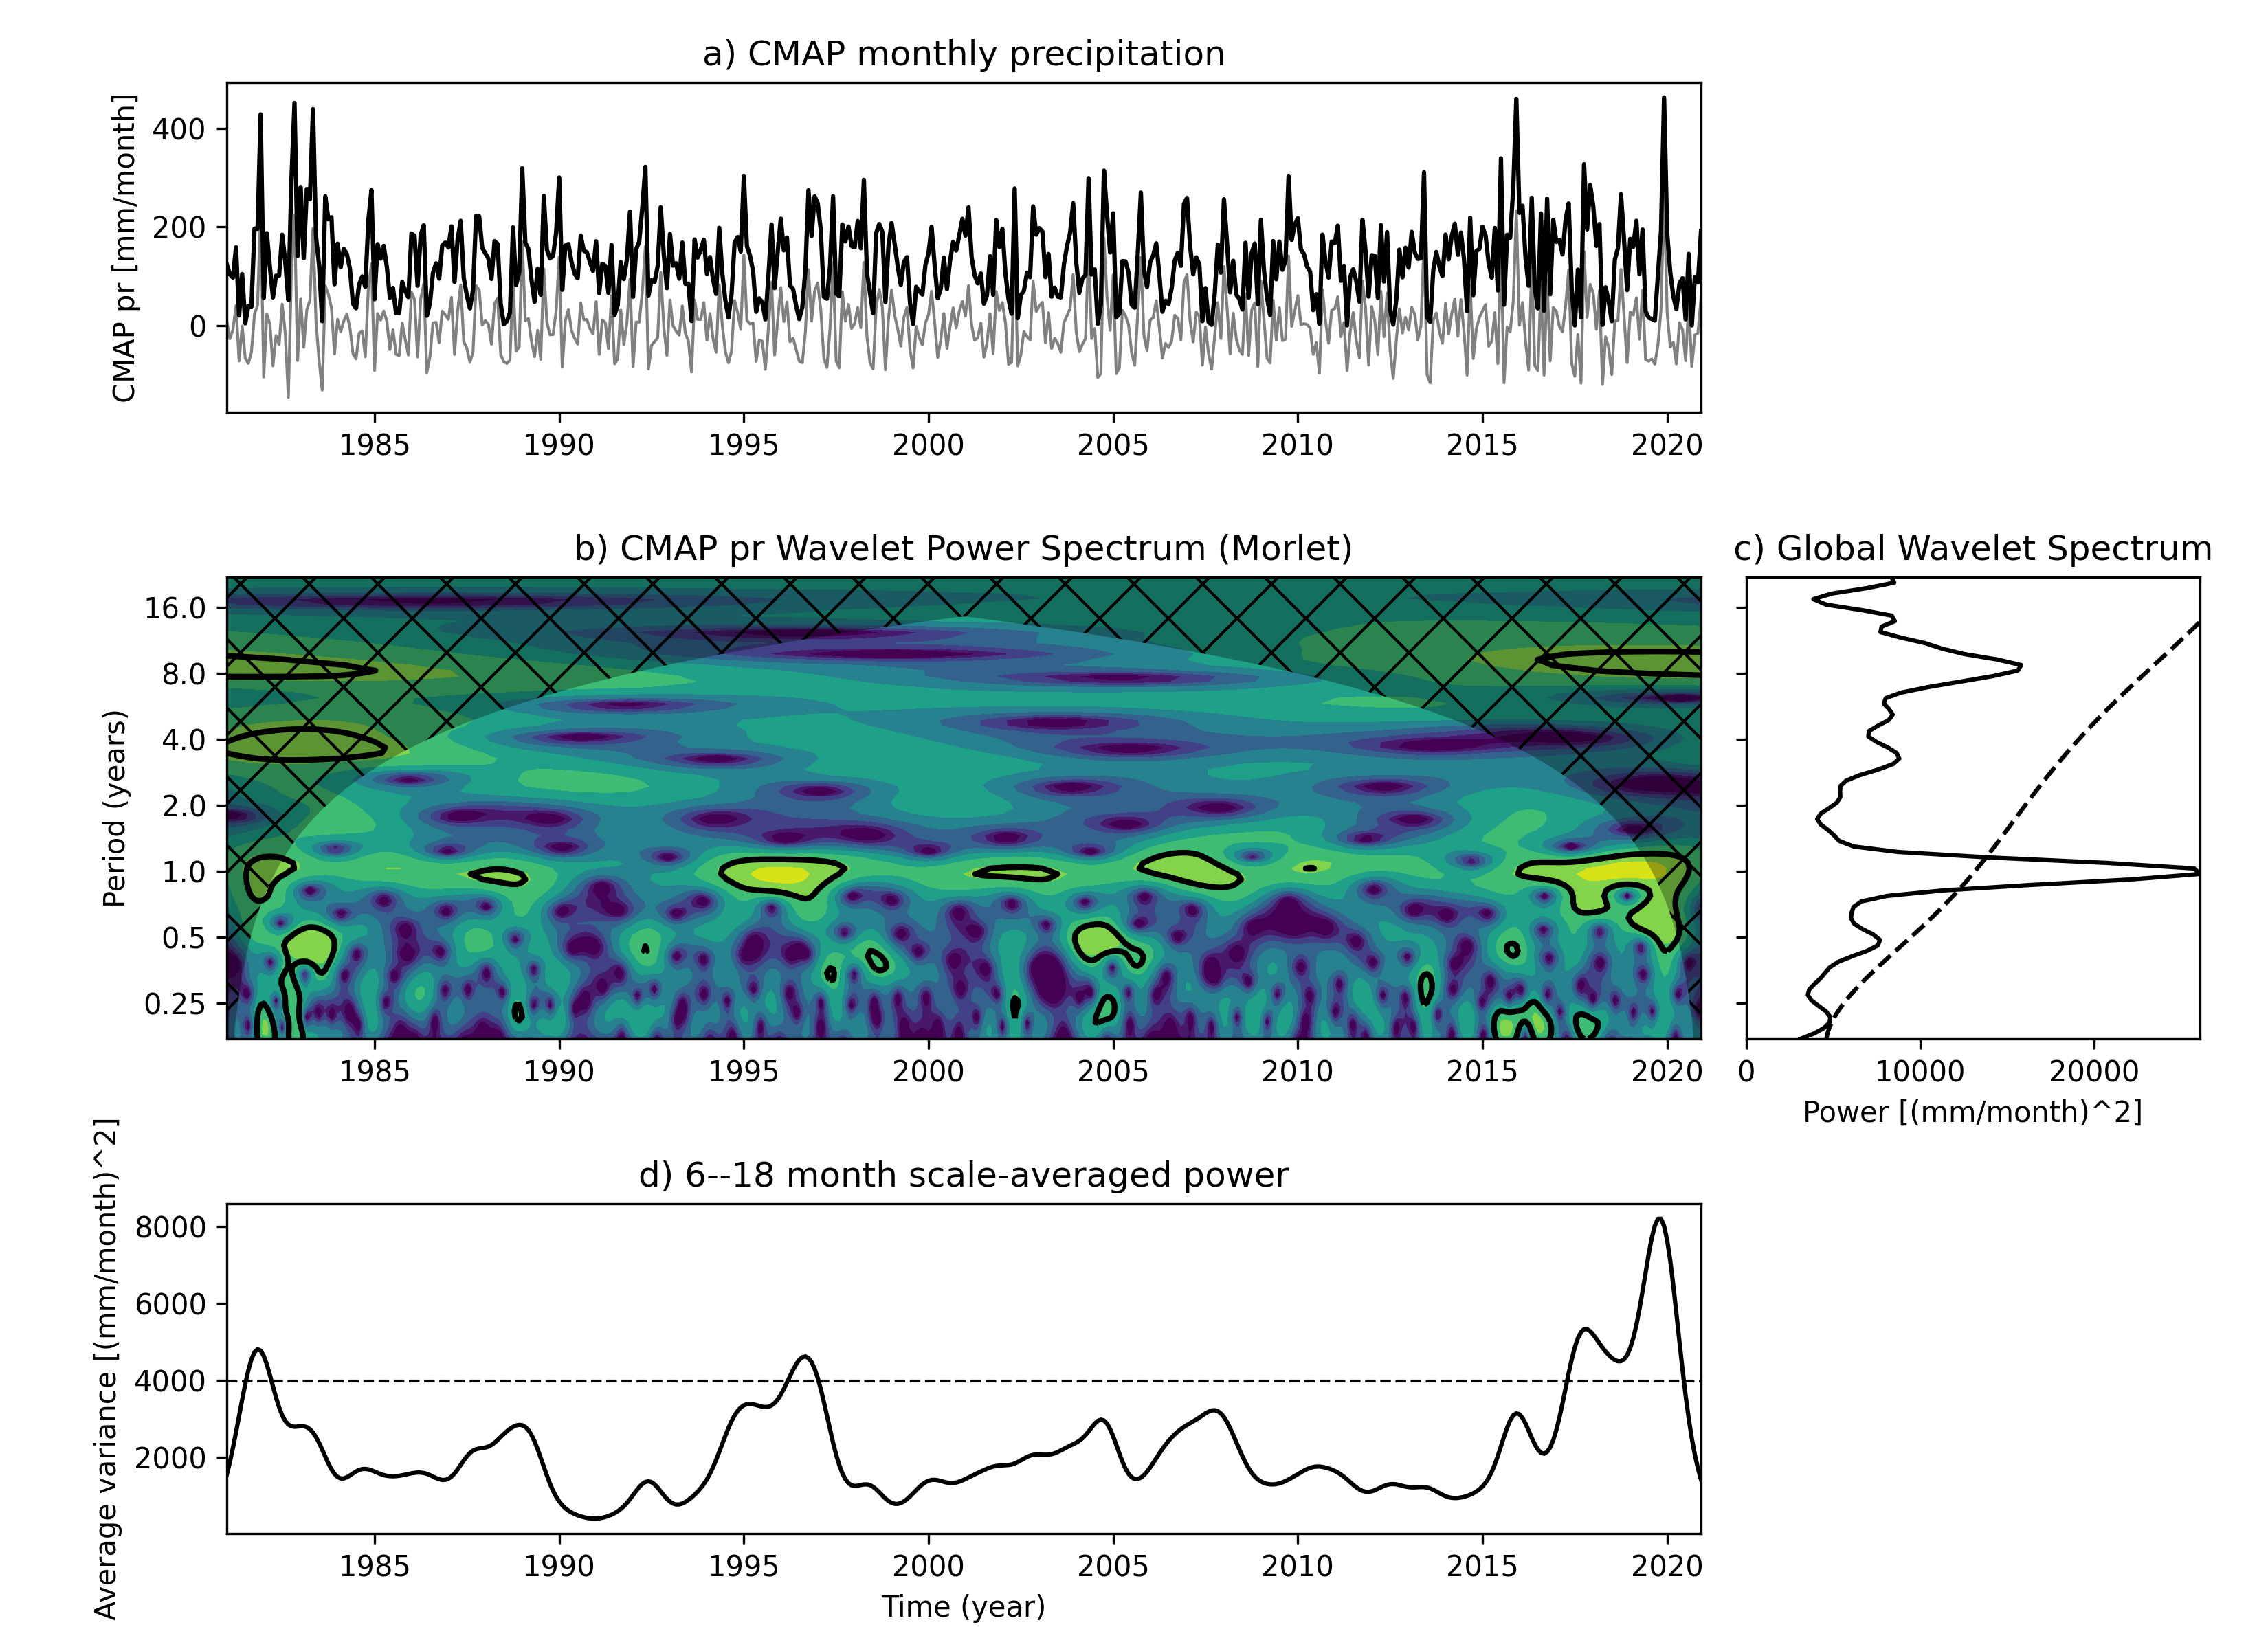 a) CMAP monthly precipitation
CMAP pr [mm/month]
400
200
0
1985 1990 1995 2000 2005 2010 2015 2020
b) CMAP pr Wavelet Power Spectrum (Morlet)
Period (years)
16.0
8.0
4.0
2.0
1.0
0.5
0.25
1985 1990 1995 2000 2005 2010 2015 2020
c) Global Wavelet Spectrum
0 10000 20000
Power [(mm/month)^2]
d) 6--18 month scale-averaged power
Average variance [(mm/month)^2]
8000
6000
4000
2000
1985 1990 1995 2000 2005 2010 2015 2020
Time (year)